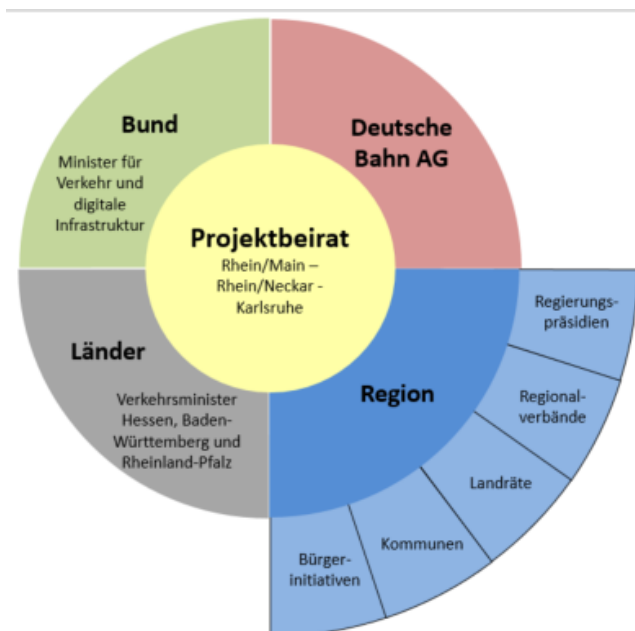 Bund
Minister für
Verkehr und
digitale
Infrastruktur
Deutsche
Bahn AG
Projektbeirat
Rhein/Main –
Rhein/Neckar -
Karlsruhe
Länder
Verkehrsminister
Hessen, Baden-
Württemberg und
Rheinland-Pfalz
Region
Regierungs-
präsidien
Regional-
verbände
Landräte
Kommunen
Bürger-
initiativen